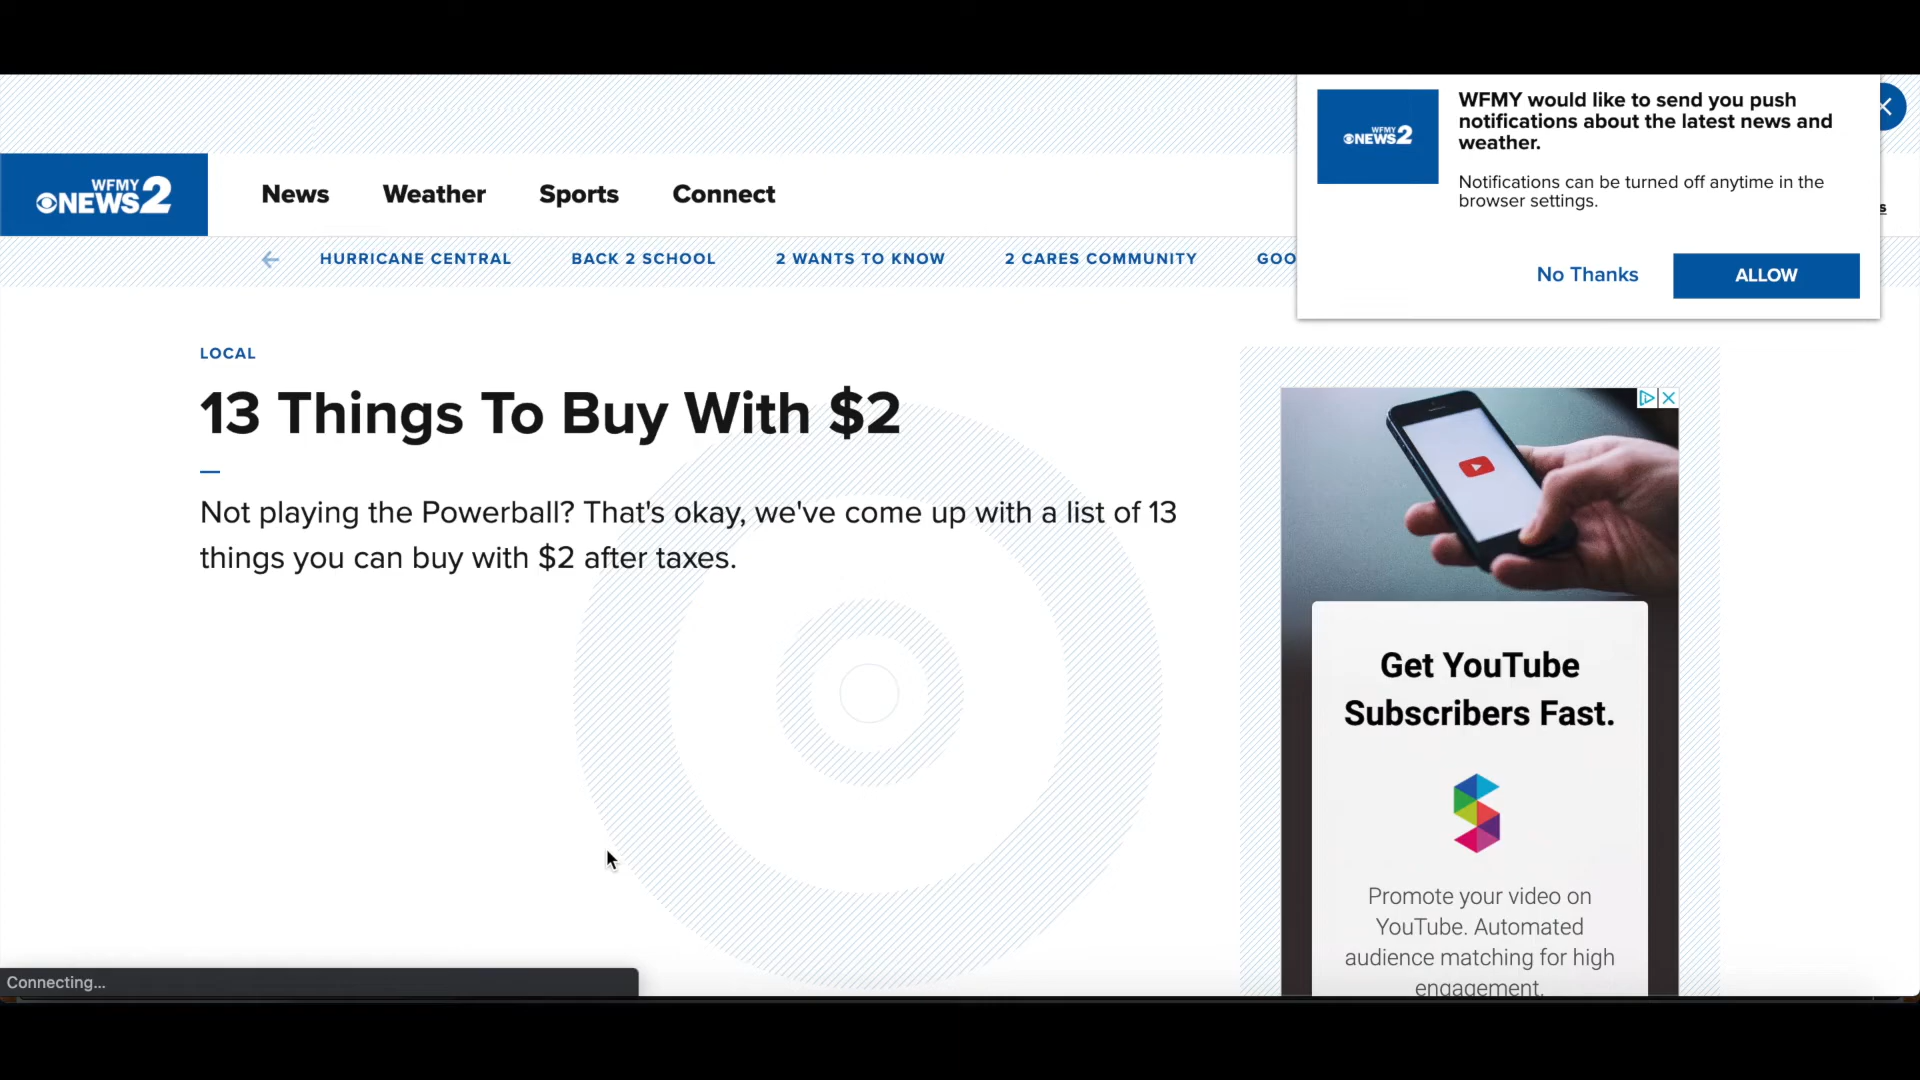 WFMY
NEWS 2
News
Weather
Sports
Connect
HURRICANE CENTRAL
BACK 2 SCHOOL
2 WANTS TO KNOW
2 CARES COMMUNITY
GOO
WFMY
NEWS 2
WFMY would like to send you push
notifications about the latest news and
weather.
Notifications can be turned off anytime in the
browser settings.
No Thanks
ALLOW
s
LOCAL
13 Things To Buy With $2
Not playing the Powerball? That's okay, we've come up with a list of 13
things you can buy with $2 after taxes.
Get YouTube
Subscribers Fast.
Promote your video on
YouTube. Automated
audience matching for high
engagement.
Connecting...